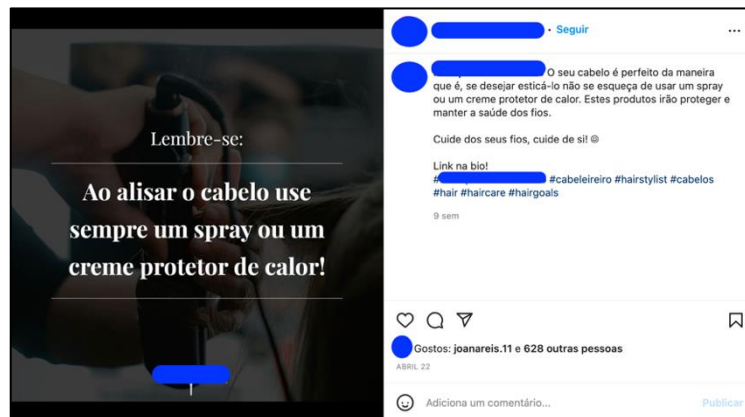 Lembre-se:
Ao alisar o cabelo use
sempre um spray ou um
creme protetor de calor!
· Seguir
...
O seu cabelo é perfeito da maneira
que é, se desejar esticá-lo não se esqueça de usar um spray
ou um creme protetor de calor. Estes produtos irão proteger e
manter a saúde dos fios.
Cuide dos seus fios, cuide de si! 😊
Link na bio!
# #cabeleireiro #hairstylist #cabelos
#hair #haircare #hairgoals
9 sem
Gostos: joanareis.11 e 628 outras pessoas
ABRIL 22
Adiciona um comentário...
Publicar